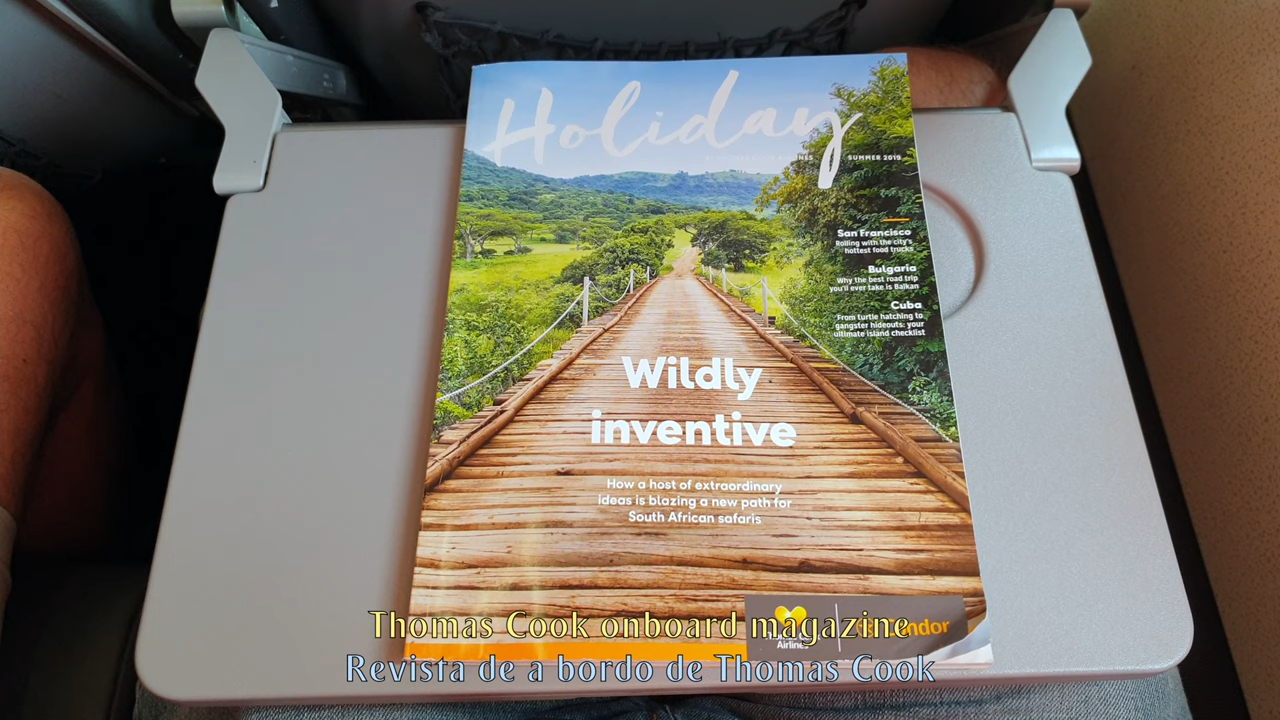 Holiday
SUMMER 2019
San Francisco
Rolling with the city's
hottest food trucks
Bulgaria
Why the best road trip
you'll ever take is Balkan
Cuba
From turtle hatching to
gangster hideouts: your
ultimate island checklist
Wildly
inventive
How a host of extraordinary
ideas is blazing a new path for
South African safaris
Airlines
Condor
Thomas Cook onboard magazine
Revista de a bordo de Thomas Cook